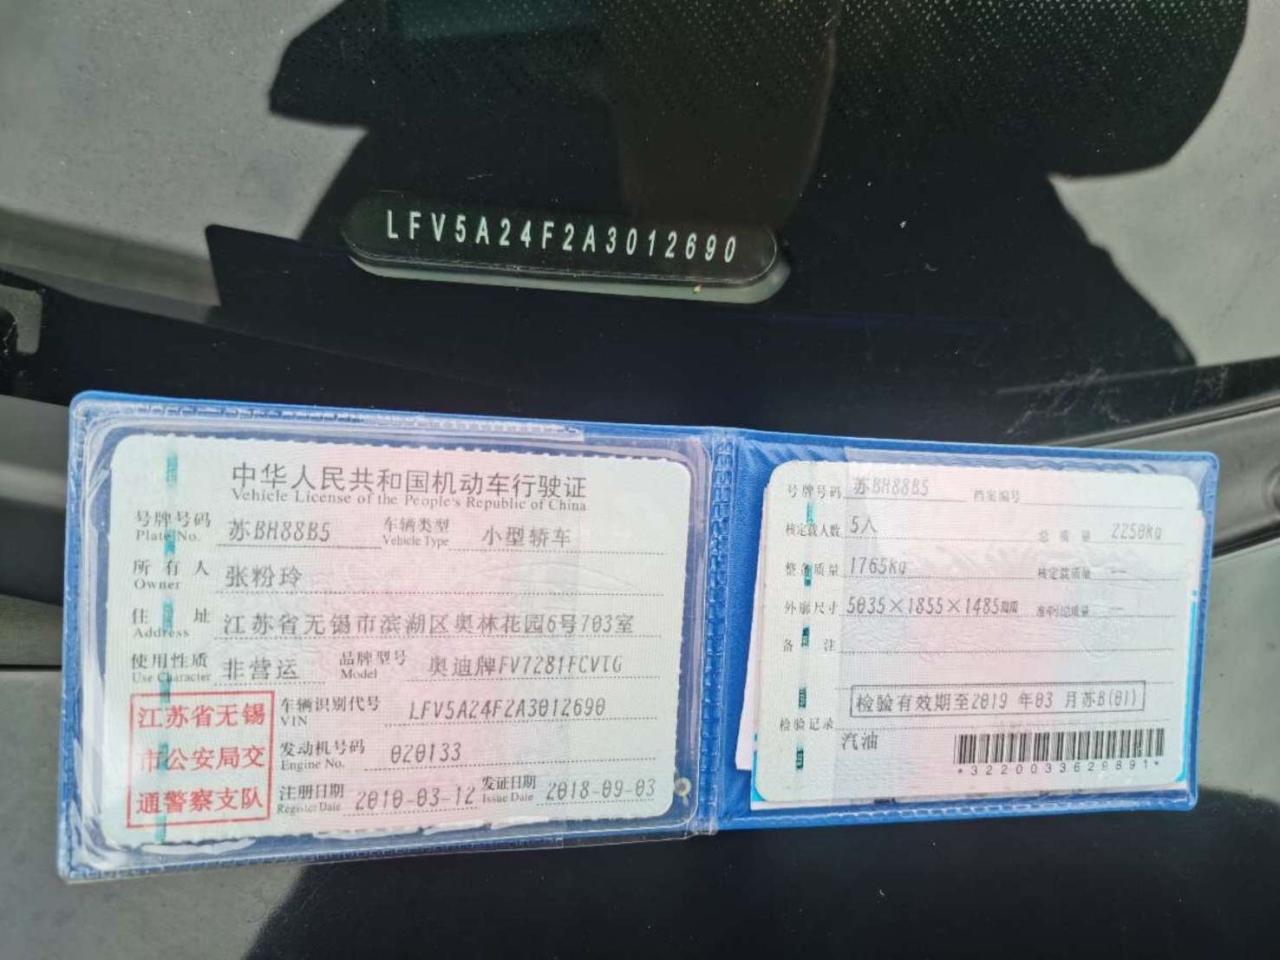 LFV5A24F2A3012690
中华人民共和国机动车行驶证
Vehicle License of the People's Republic of China
号牌号码 苏BH88B5 车辆类型 小型轿车
Plate No. Vehicle Type
所有人 张粉玲
Owner
住址 江苏省无锡市滨湖区奥林花园6号703室
Address
使用性质 非营运 品牌型号 奥迪牌FV7281FCVTG
Use Character Model
江苏省无锡
市公安局交
通警察支队
车辆识别代号 LFV5A24F2A3012690
VIN
发动机号码 020133
Engine No.
注册日期 2010-03-12 发证日期 2018-09-03
Register Date Issue Date
号牌号码 苏BH88B5 档案编号
核定载人数 5人 总质量 2250kg
整备质量 1765kg 核定载质量 --
外廓尺寸 5035×1855×1485 准牵引总质量 --
备注
检验有效期至2019年03月苏B(01)
检验记录
汽油
*3220033629891*